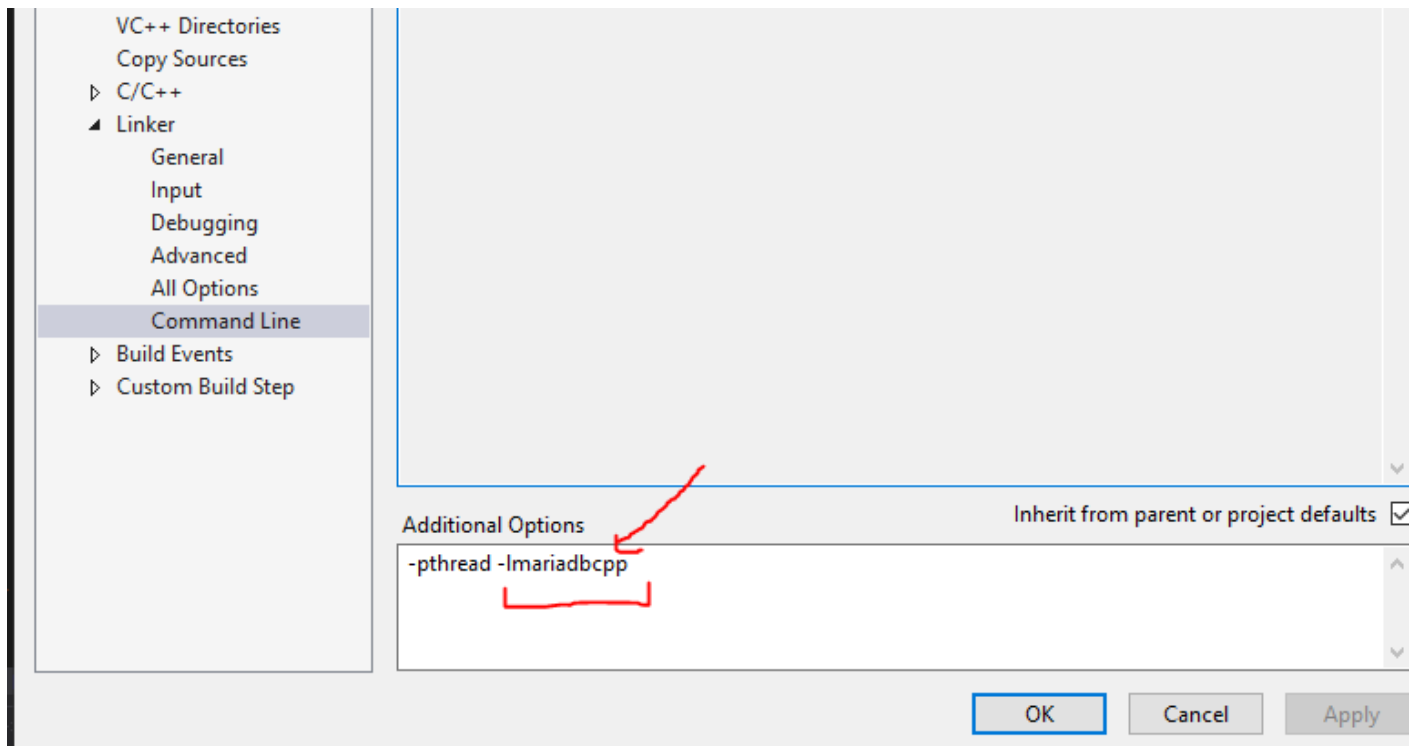 VC++ Directories
Copy Sources
C/C++
Linker
General
Input
Debugging
Advanced
All Options
Command Line
Build Events
Custom Build Step
Additional Options
Inherit from parent or project defaults
-pthread -lmariadbcpp
OK
Cancel
Apply